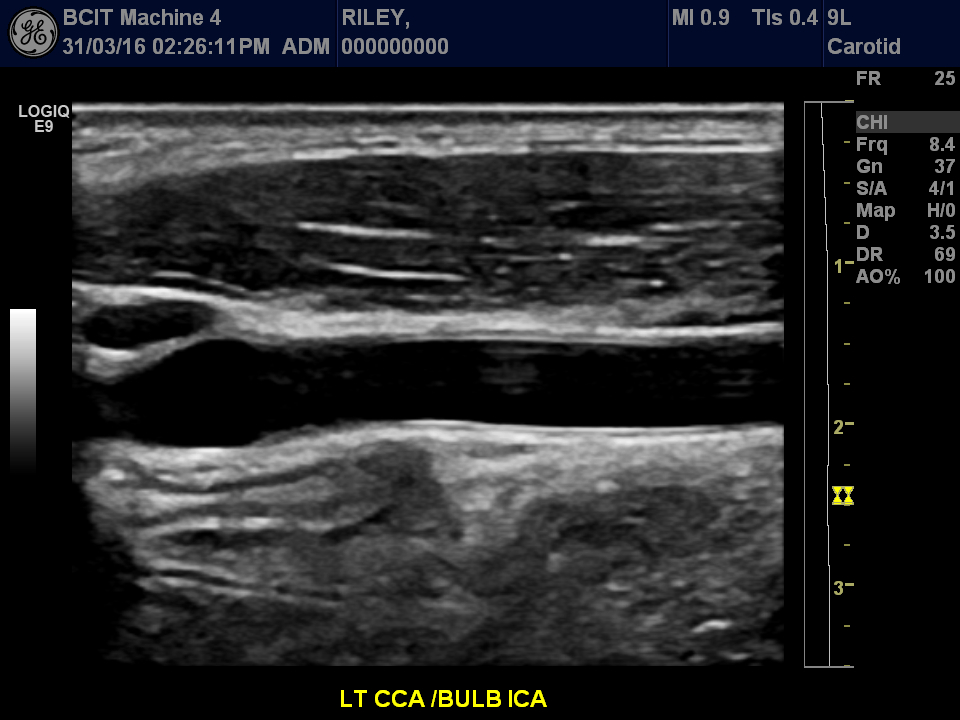 BCIT Machine 4 RILEY, MI 0.9 TIs 0.4 9L
31/03/16 02:26:11PM ADM 000000000 Carotid
FR 25
LOGIQ
E9
CHI
Frq 8.4
Gn 37
S/A 4/1
Map H/0
D 3.5
DR 69
AO% 100
1
2
3
LT CCA /BULB ICA